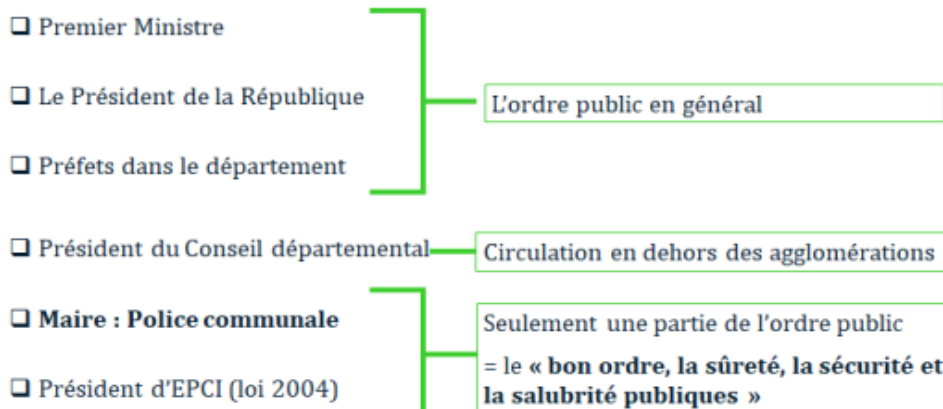 ❑ Premier Ministre
❑ Le Président de la République
L'ordre public en général
❑ Préfets dans le département
❑ Président du Conseil départemental
Circulation en dehors des agglomérations
❑ Maire : Police communale
Seulement une partie de l'ordre public
= le « bon ordre, la sûreté, la sécurité et
la salubrité publiques »
❑ Président d'EPCI (loi 2004)